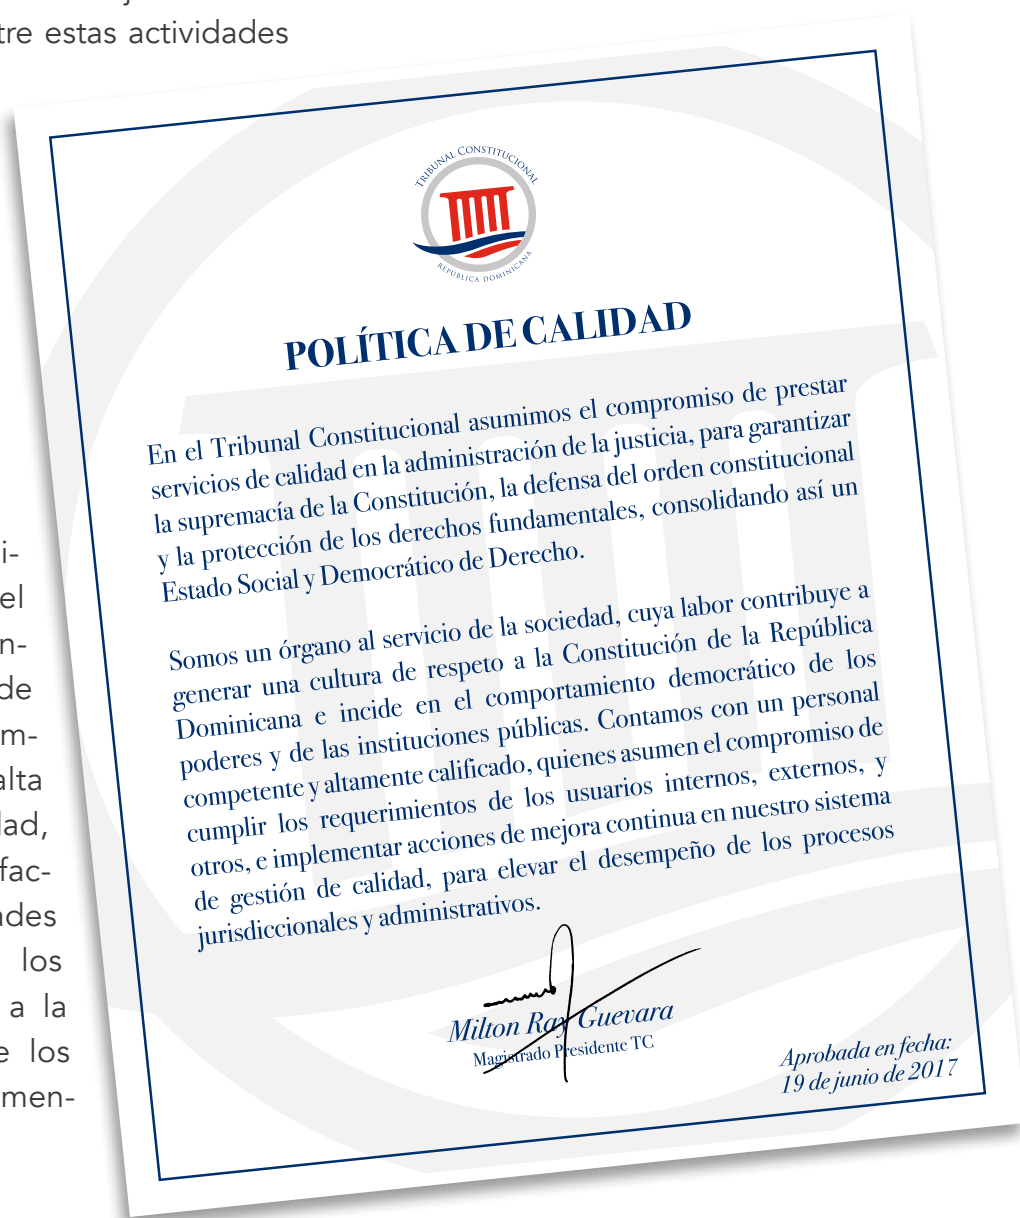 tre estas actividades
TRIBUNAL CONSTITUCIONAL
REPUBLICA DOMINICANA
POLÍTICA DE CALIDAD
En el Tribunal Constitucional asumimos el compromiso de prestar
servicios de calidad en la administración de la justicia, para garantizar
la supremacía de la Constitución, la defensa del orden constitucional
y la protección de los derechos fundamentales, consolidando así un
Estado Social y Democrático de Derecho.
Somos un órgano al servicio de la sociedad, cuya labor contribuye a
generar una cultura de respeto a la Constitución de la República
Dominicana e incide en el comportamiento democrático de los
poderes y de las instituciones públicas. Contamos con un personal
competente y altamente calificado, quienes asumen el compromiso de
cumplir los requerimientos de los usuarios internos, externos, y
otros, e implementar acciones de mejora continua en nuestro sistema
de gestión de calidad, para elevar el desempeño de los procesos
jurisdiccionales y administrativos.
Milton Ray Guevara
Magistrado Presidente TC
Aprobada en fecha:
19 de junio de 2017
i-
el
n-
de
m-
alta
dad,
fac-
ades
los
a la
e los
men-